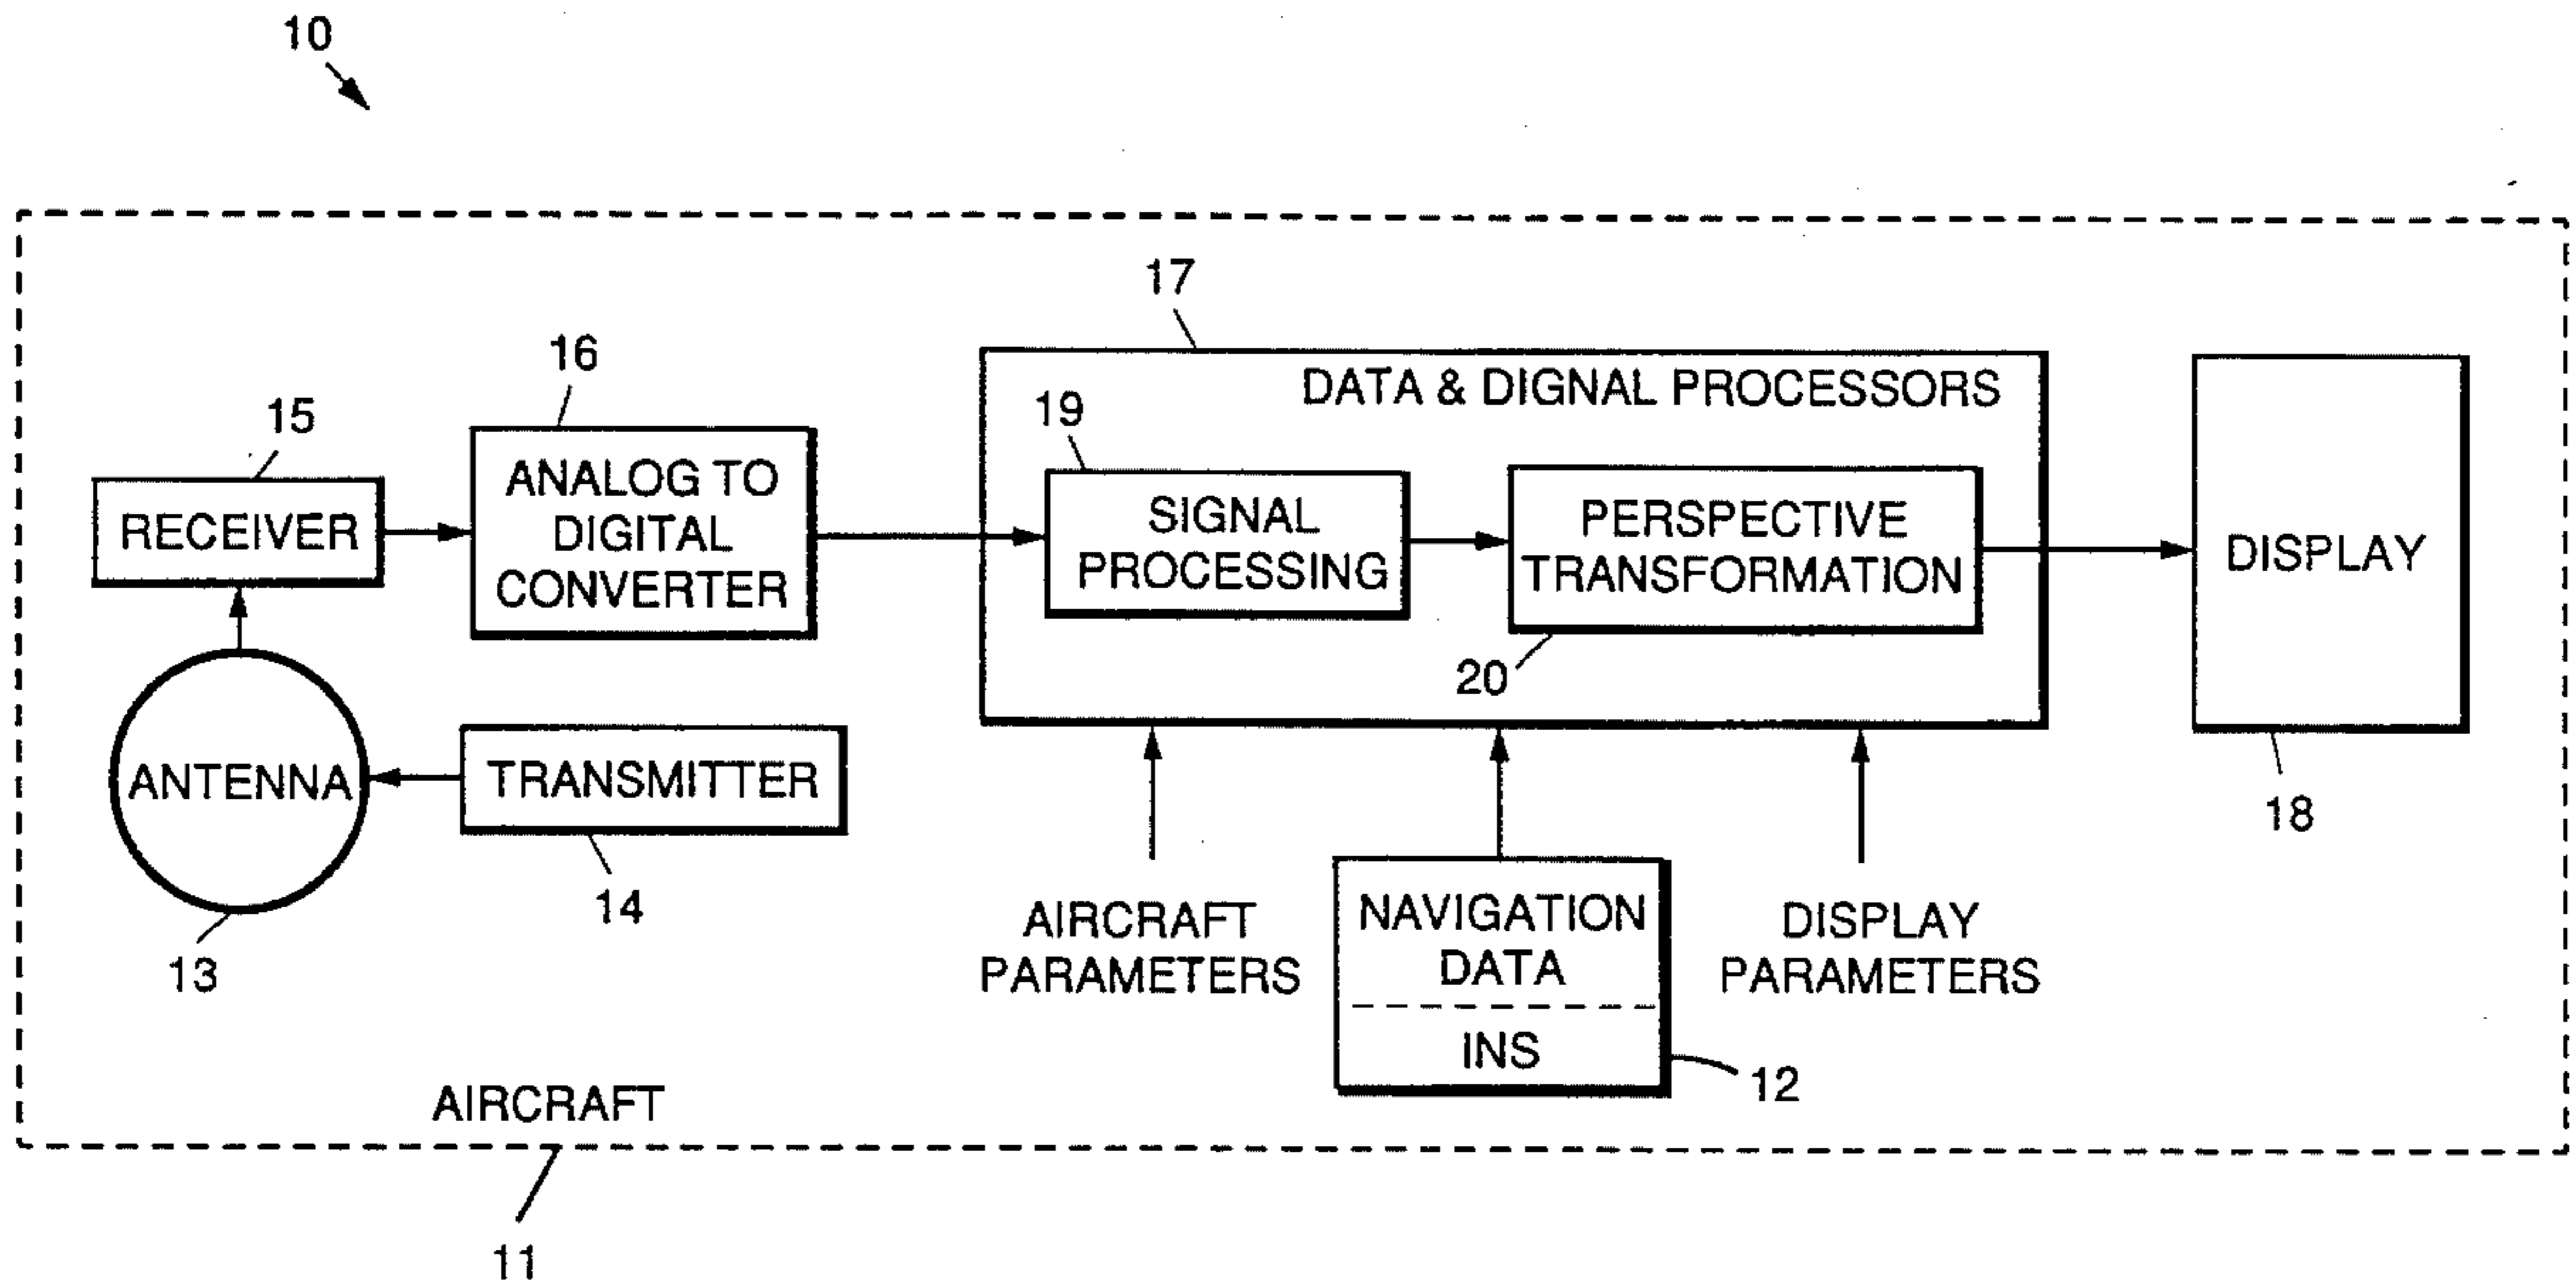 10
17
DATA & DIGNAL PROCESSORS
16
19
15
ANALOG TO
DIGITAL
CONVERTER
RECEIVER
SIGNAL
PROCESSING
PERSPECTIVE
TRANSFORMATION
DISPLAY
20
ANTENNA
TRANSMITTER
18
14
13
AIRCRAFT
PARAMETERS
NAVIGATION
DATA
INS
DISPLAY
PARAMETERS
12
AIRCRAFT
11